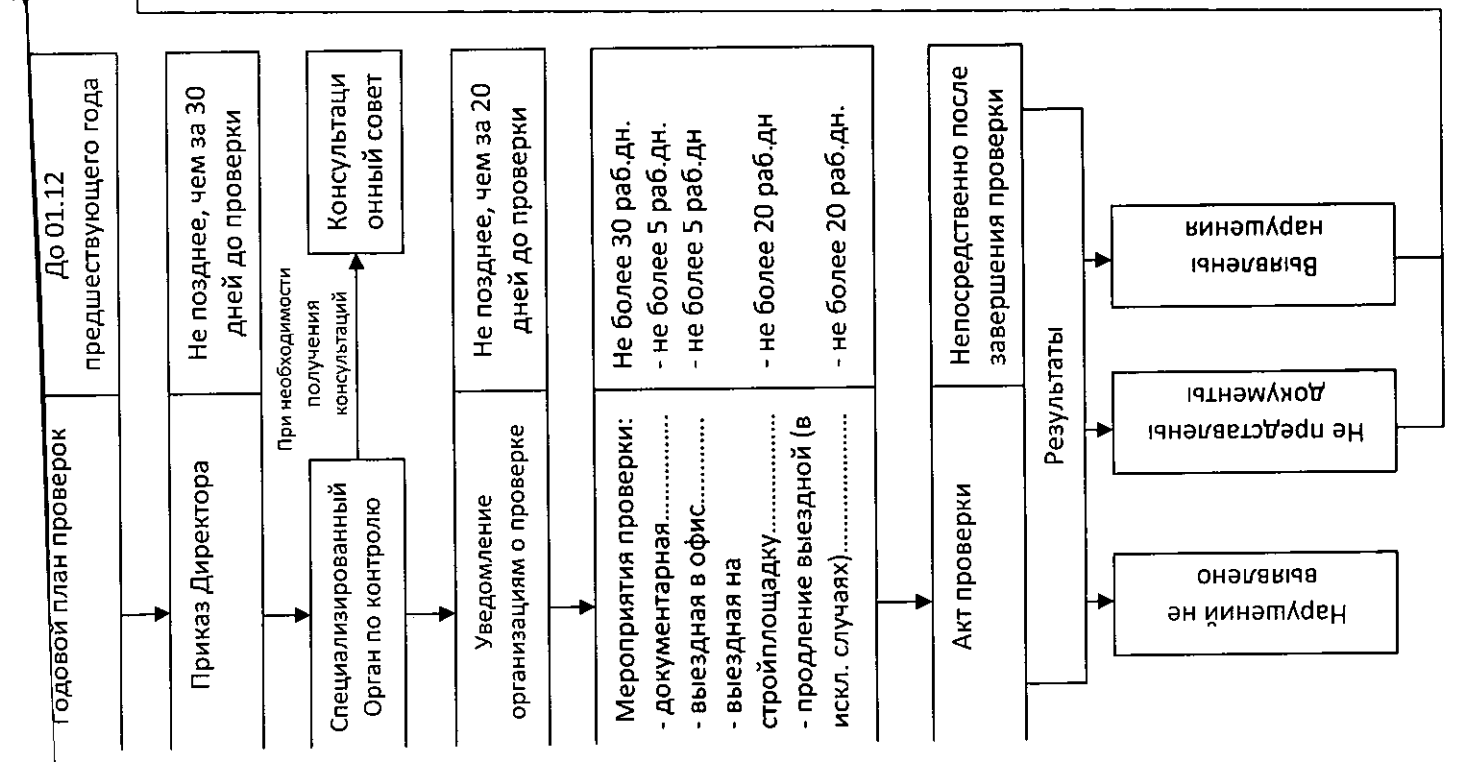 Годовой план проверок
До 01.12
предшествующего года
Приказ Директора
Не позднее, чем за 30
дней до проверки
Специализированный
Орган по контролю
При необходимости
получения
консультаций
Консультаци
онный совет
Уведомление
организациям о проверке
Не позднее, чем за 20
дней до проверки
Мероприятия проверки:
- документарная......................
- выездная в офис..................
- выездная на
стройплощадку......................
- продление выездной (в
искл. случаях)........................
Не более 30 раб.дн.
- не более 5 раб.дн.
- не более 5 раб.дн
- не более 20 раб.дн
- не более 20 раб.дн.
Акт проверки
Непосредственно после
завершения проверки
Результаты
Нарушений не
выявлено
Не представлены
документы
Выявлены
нарушения